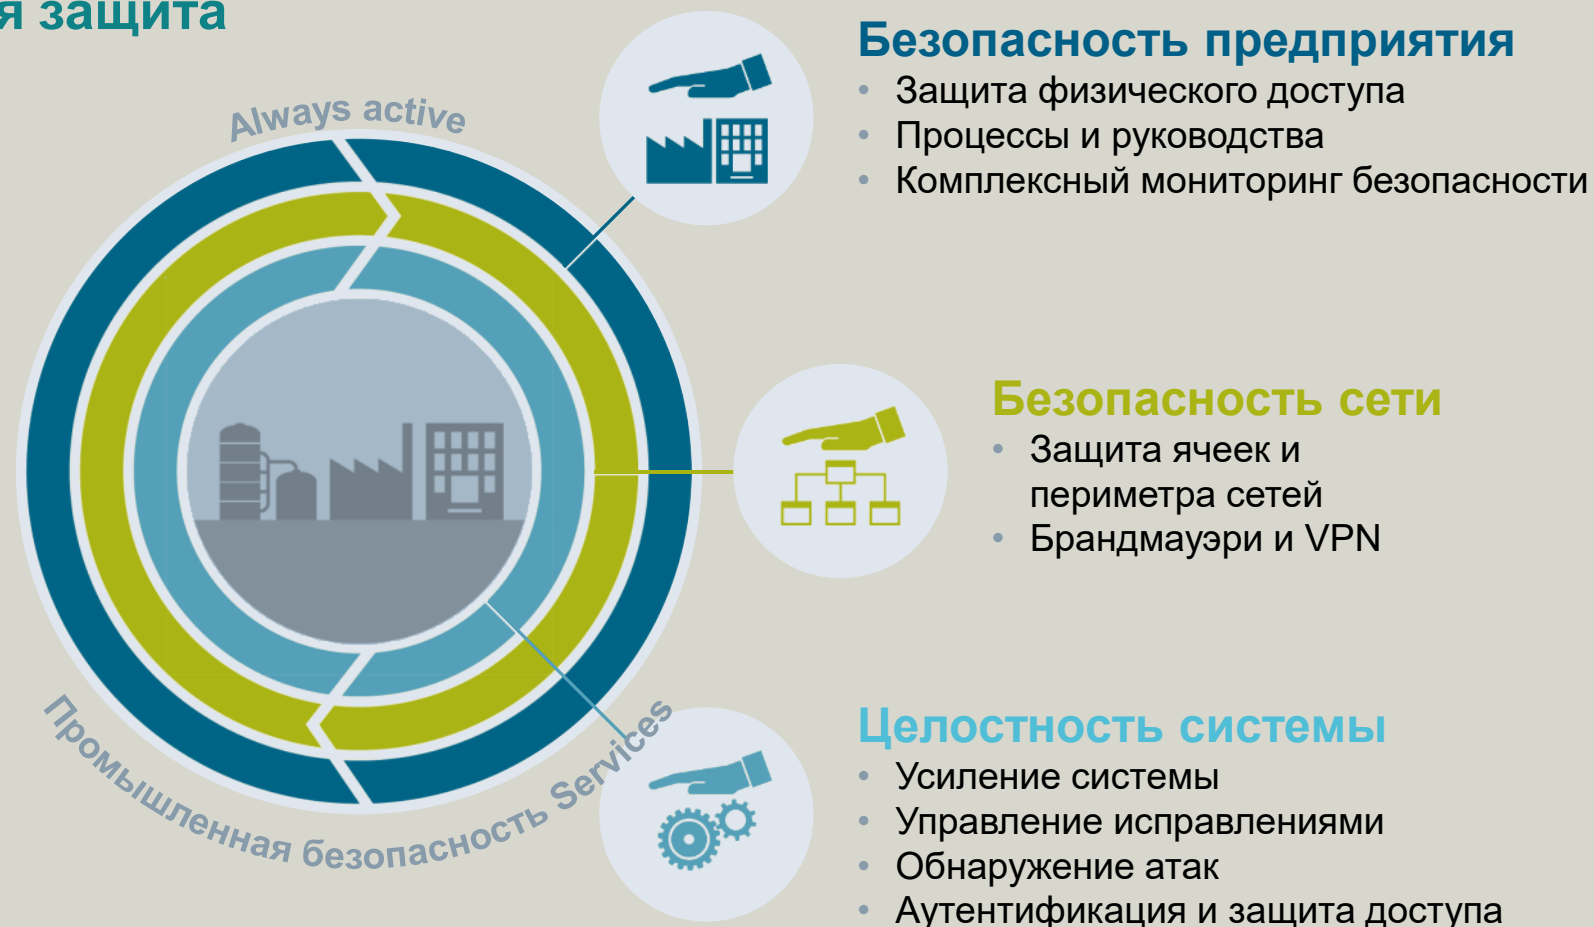 я защита
Always active
Безопасность предприятия
• Защита физического доступа
• Процессы и руководства
• Комплексный мониторинг безопасности
Безопасность сети
• Защита ячеек и
периметра сетей
• Брандмауэри и VPN
Целостность системы
• Усиление системы
• Управление исправлениями
• Обнаружение атак
• Аутентификация и защита доступа
Промышленная безопасность Services